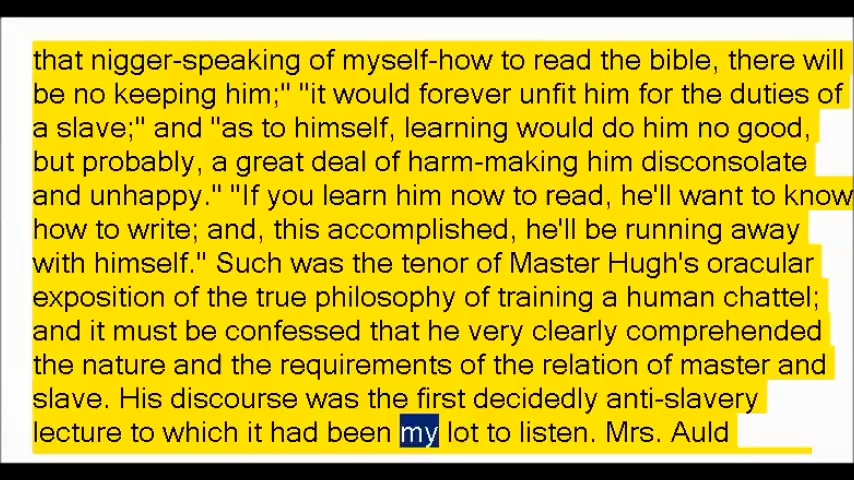 that nigger-speaking of myself-how to read the bible, there will
be no keeping him;" "it would forever unfit him for the duties of
a slave;" and "as to himself, learning would do him no good,
but probably, a great deal of harm-making him disconsolate
and unhappy." "If you learn him now to read, he'll want to know
how to write; and, this accomplished, he'll be running away
with himself." Such was the tenor of Master Hugh's oracular
exposition of the true philosophy of training a human chattel;
and it must be confessed that he very clearly comprehended
the nature and the requirements of the relation of master and
slave. His discourse was the first decidedly anti-slavery
lecture to which it had been my lot to listen. Mrs. Auld